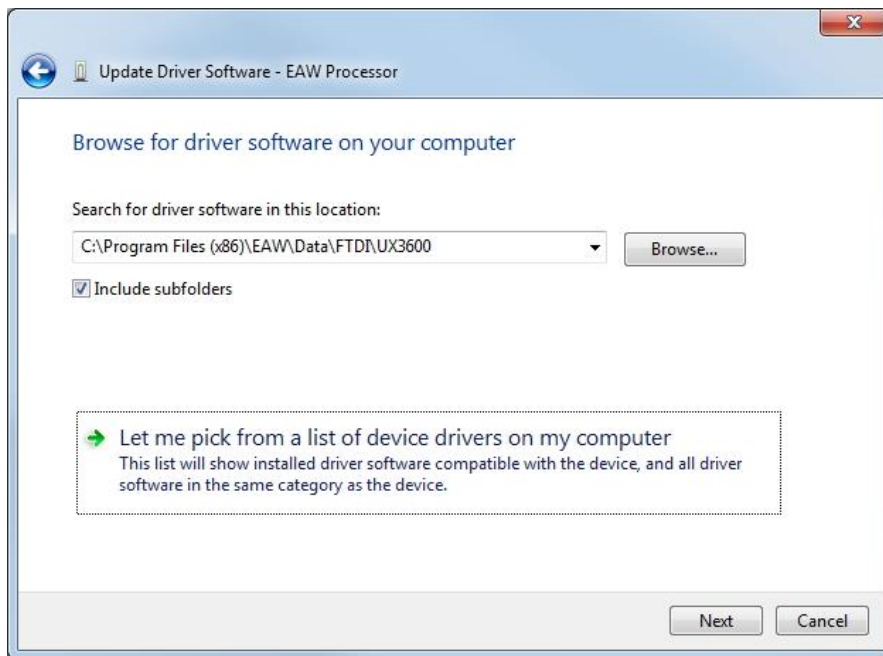 Update Driver Software - EAW Processor
Browse for driver software on your computer
Search for driver software in this location:
C:\Program Files (x86)\EAW\Data\FTDI\UX3600
Browse...
Include subfolders
Let me pick from a list of device drivers on my computer
This list will show installed driver software compatible with the device, and all driver
software in the same category as the device.
Next
Cancel